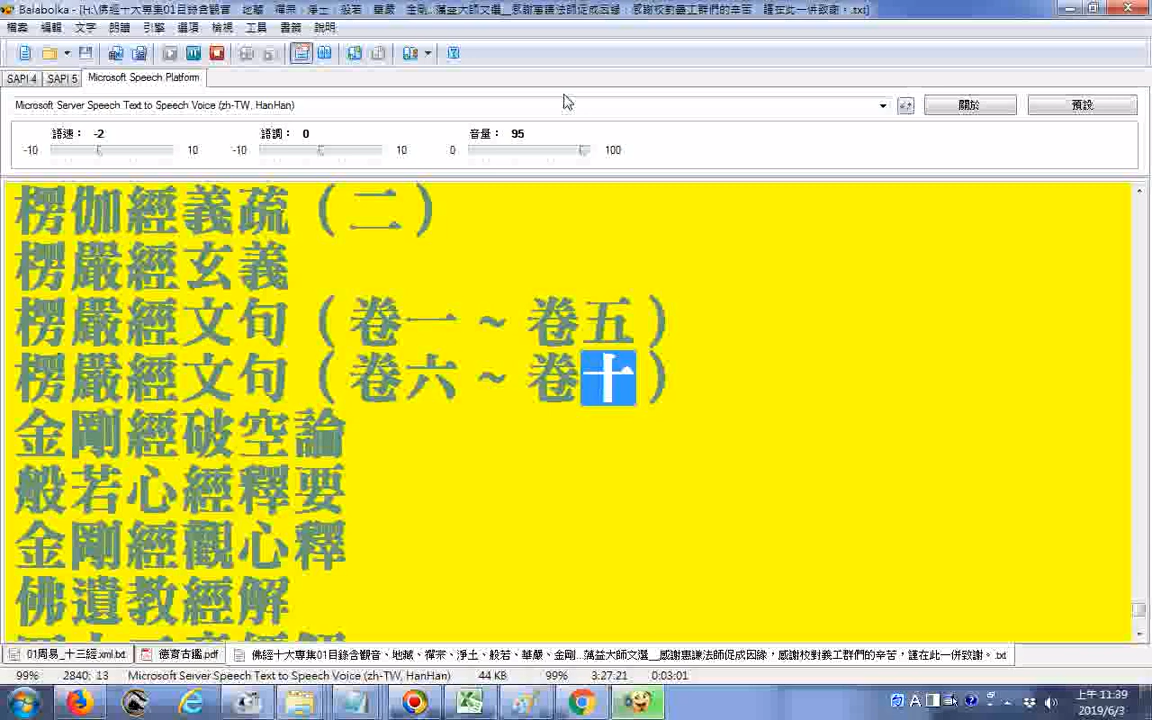 Balabolka - [H:\佛經十大專集01目錄含觀音、地藏、禪宗、淨土、般若、華嚴、金剛...蕅益大師文選__感謝憲謙法師促成因緣，感謝校對義工群們的辛苦，謹在此一併致謝。.txt]
檔案 編輯 文字 朗讀 引擎 選項 檢視 工具 書籤 說明
SAPI 4 SAPI 5 Microsoft Speech Platform
Microsoft Server Speech Text to Speech Voice (zh-TW, HanHan) 關於 預設
語速： -2 語調： 0 音量： 95
-10 10 -10 10 0 100
楞伽經義疏（二）
楞嚴經玄義
楞嚴經文句（卷一 ~ 卷五）
楞嚴經文句（卷六 ~ 卷十）
金剛經破空論
般若心經釋要
金剛經觀心釋
佛遺教經解
01周易_十三經.xml.txt 德育古鑑.pdf 佛經十大專集01目錄含觀音、地藏、禪宗、淨土、般若、華嚴、金剛...蕅益大師文選__感謝憲謙法師促成因緣，感謝校對義工群們的辛苦，謹在此一併致謝。.txt
99% 2840; 13 Microsoft Server Speech Text to Speech Voice (zh-TW, HanHan) 44 KB 99% 3:27:21 0:03:01
上午 11:39
2019/6/3